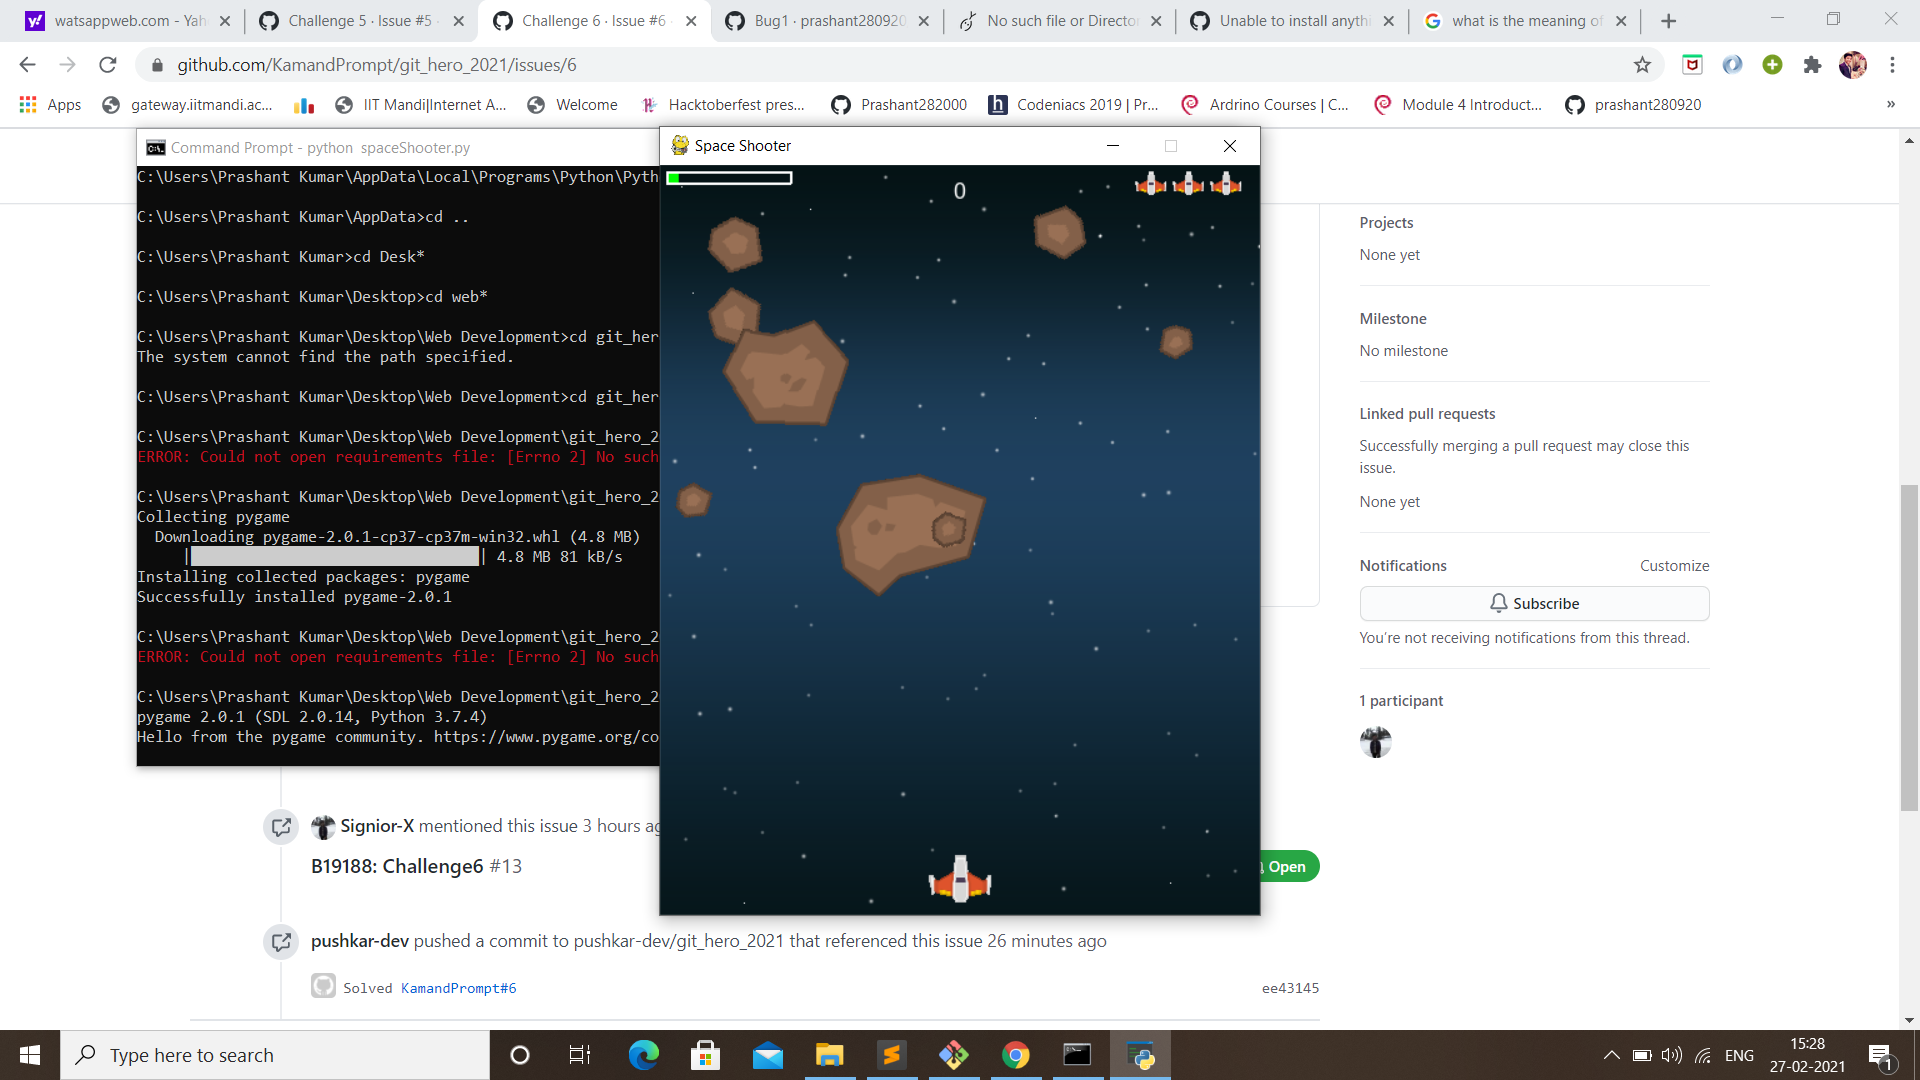 watsappweb.com - Yah
Challenge 5 · Issue #5 ·
Challenge 6 · Issue #6 ·
Bug1 · prashant280920
No such file or Director
Unable to install anythi
what is the meaning of
github.com/KamandPrompt/git_hero_2021/issues/6
Apps
gateway.iitmandi.ac...
IIT Mandi|Internet A...
Welcome
Hacktoberfest pres...
Prashant282000
Codeniacs 2019 | Pr...
Ardrino Courses | C...
Module 4 Introduct...
prashant280920
»
Command Prompt - python  spaceShooter.py
C:\Users\Prashant Kumar\AppData\Local\Programs\Python\Pyth
C:\Users\Prashant Kumar\AppData>cd ..
C:\Users\Prashant Kumar>cd Desk*
C:\Users\Prashant Kumar\Desktop>cd web*
C:\Users\Prashant Kumar\Desktop\Web Development>cd git_her
The system cannot find the path specified.
C:\Users\Prashant Kumar\Desktop\Web Development>cd git_her
C:\Users\Prashant Kumar\Desktop\Web Development\git_hero_2
ERROR: Could not open requirements file: [Errno 2] No such
C:\Users\Prashant Kumar\Desktop\Web Development\git_hero_2
Collecting pygame
Downloading pygame-2.0.1-cp37-cp37m-win32.whl (4.8 MB)
| | 4.8 MB 81 kB/s
Installing collected packages: pygame
Successfully installed pygame-2.0.1
C:\Users\Prashant Kumar\Desktop\Web Development\git_hero_2
ERROR: Could not open requirements file: [Errno 2] No such
C:\Users\Prashant Kumar\Desktop\Web Development\git_hero_2
pygame 2.0.1 (SDL 2.0.14, Python 3.7.4)
Hello from the pygame community. https://www.pygame.org/co
Space Shooter
0
Projects
None yet
Milestone
No milestone
Linked pull requests
Successfully merging a pull request may close this
issue.
None yet
Notifications
Customize
Subscribe
You're not receiving notifications from this thread.
1 participant
Signior-X mentioned this issue 3 hours ag
B19188: Challenge6 #13
Open
pushkar-dev pushed a commit to pushkar-dev/git_hero_2021 that referenced this issue 26 minutes ago
Solved KamandPrompt#6
ee43145
Type here to search
ENG
15:28
27-02-2021
1